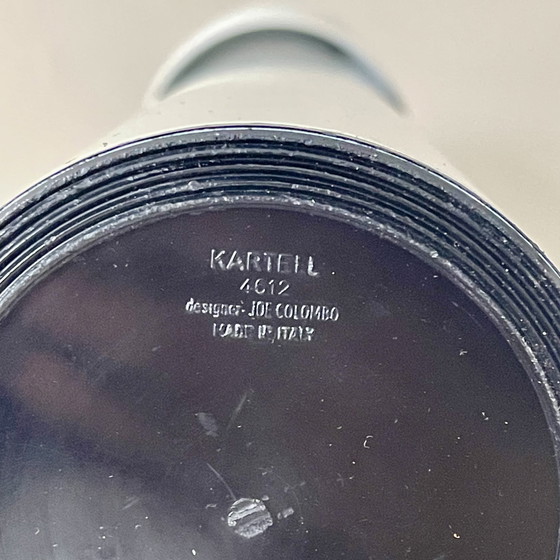 KARTELL
4612
designer: JOE COLOMBO
MADE IN ITALY